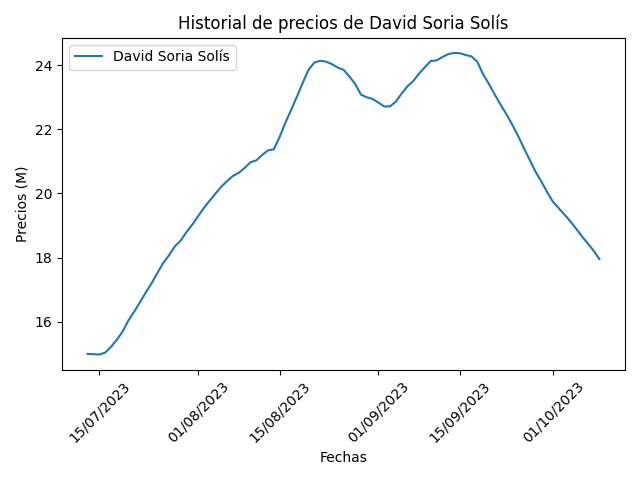 Historial de precios de David Soria Solís
David Soria Solís
Precios (M)
24
22
20
18
16
15/07/2023
01/08/2023
15/08/2023
01/09/2023
15/09/2023
01/10/2023
Fechas